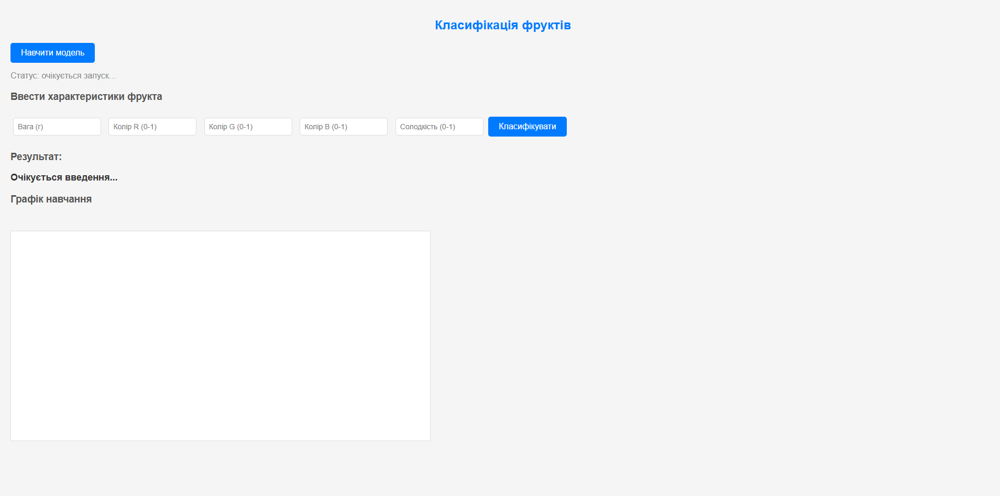 Класифікація фруктів
Навчити модель
Статус: очікується запуск...
Ввести характеристики фрукта
Вага (г) Колір R (0-1) Колір G (0-1) Колір B (0-1) Солодкість (0-1) Класифікувати
Результат:
Очікується введення...
Графік навчання